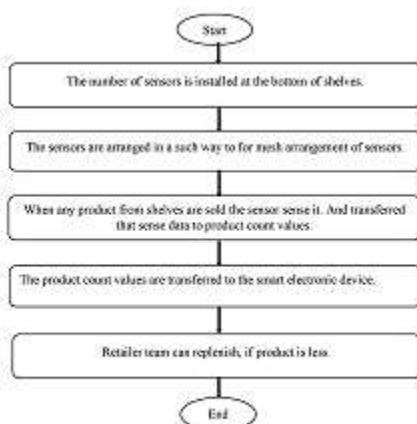 Start
The number of sensors is installed at the bottom of shelves.
The sensors are arranged in a such way to for mesh arrangement of sensors.
When any product from shelves are sold the sensor sense it. And transferred
that sense data to product count values.
The product count values are transferred to the smart electronic device.
Retailer team can replenish, if product is less.
End